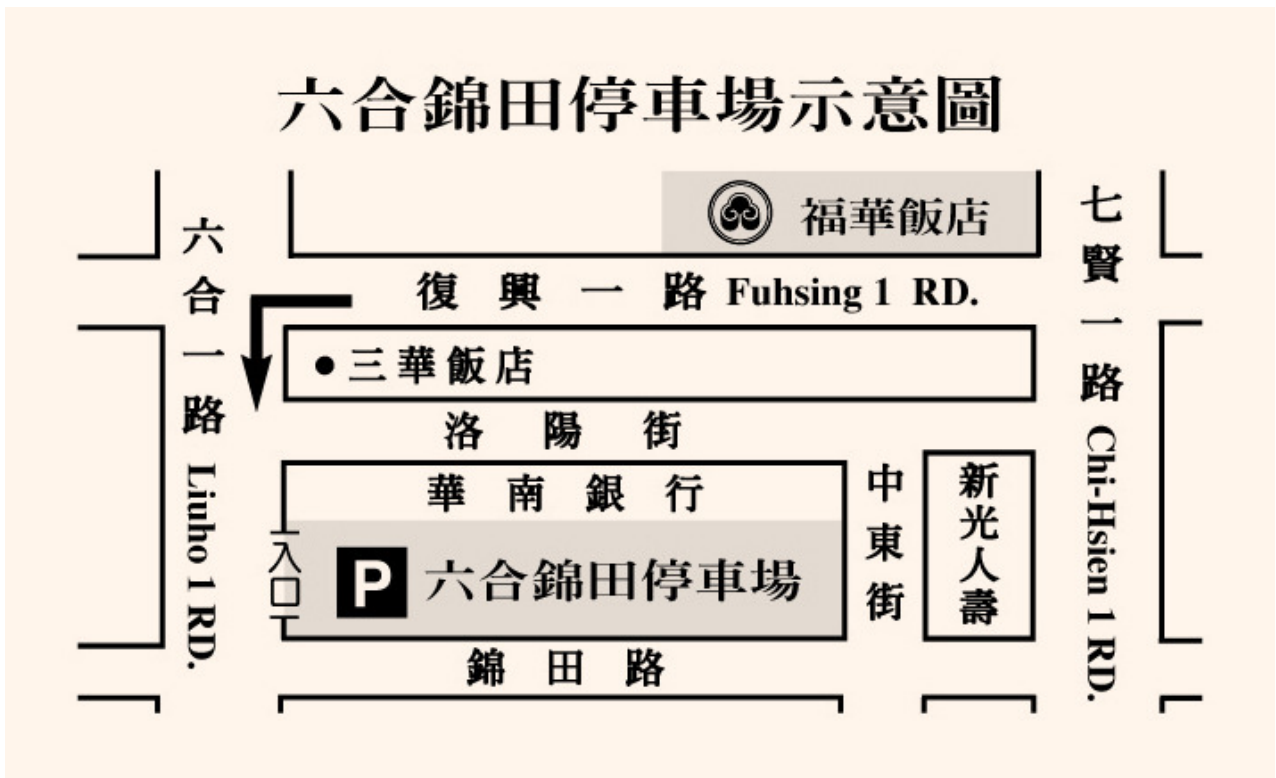 六合錦田停車場示意圖
福華飯店
六合一路 Liuho 1 RD.
七賢一路 Chi-Hsien 1 RD.
復興一路 Fuhsing 1 RD.
三華飯店
洛陽街
華南銀行
中東街
新光人壽
入口
P 六合錦田停車場
錦田路